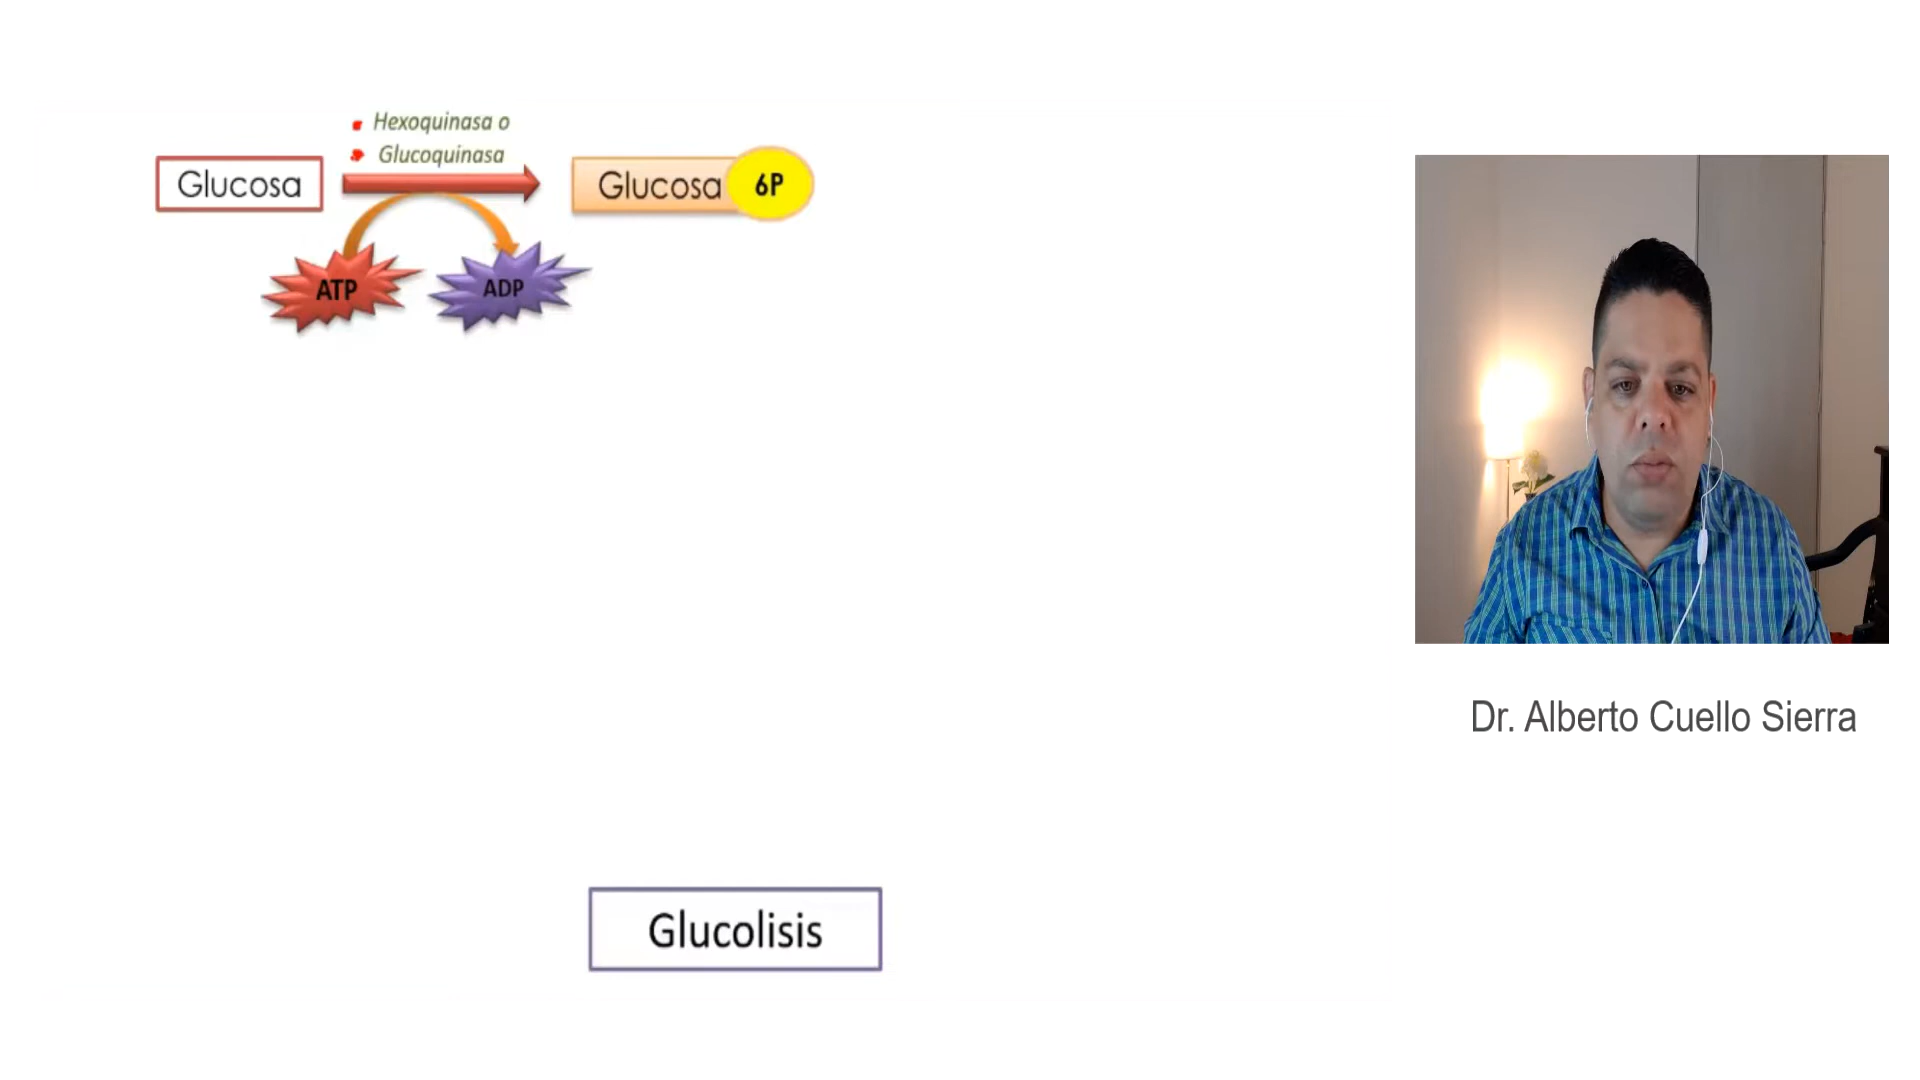 Hexoquinasa o
Glucoquinasa
Glucosa
Glucosa 6P
ATP
ADP
Dr. Alberto Cuello Sierra
Glucolisis